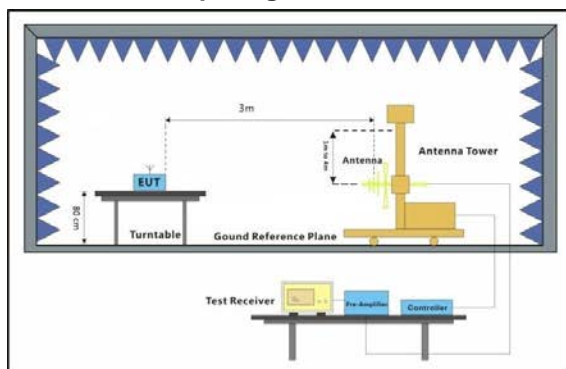 3m
1m to 4m
Antenna
Antenna Tower
EUT
80 cm
Turntable
Gound Reference Plane
Test Receiver
Pre-Amplifier
Controller